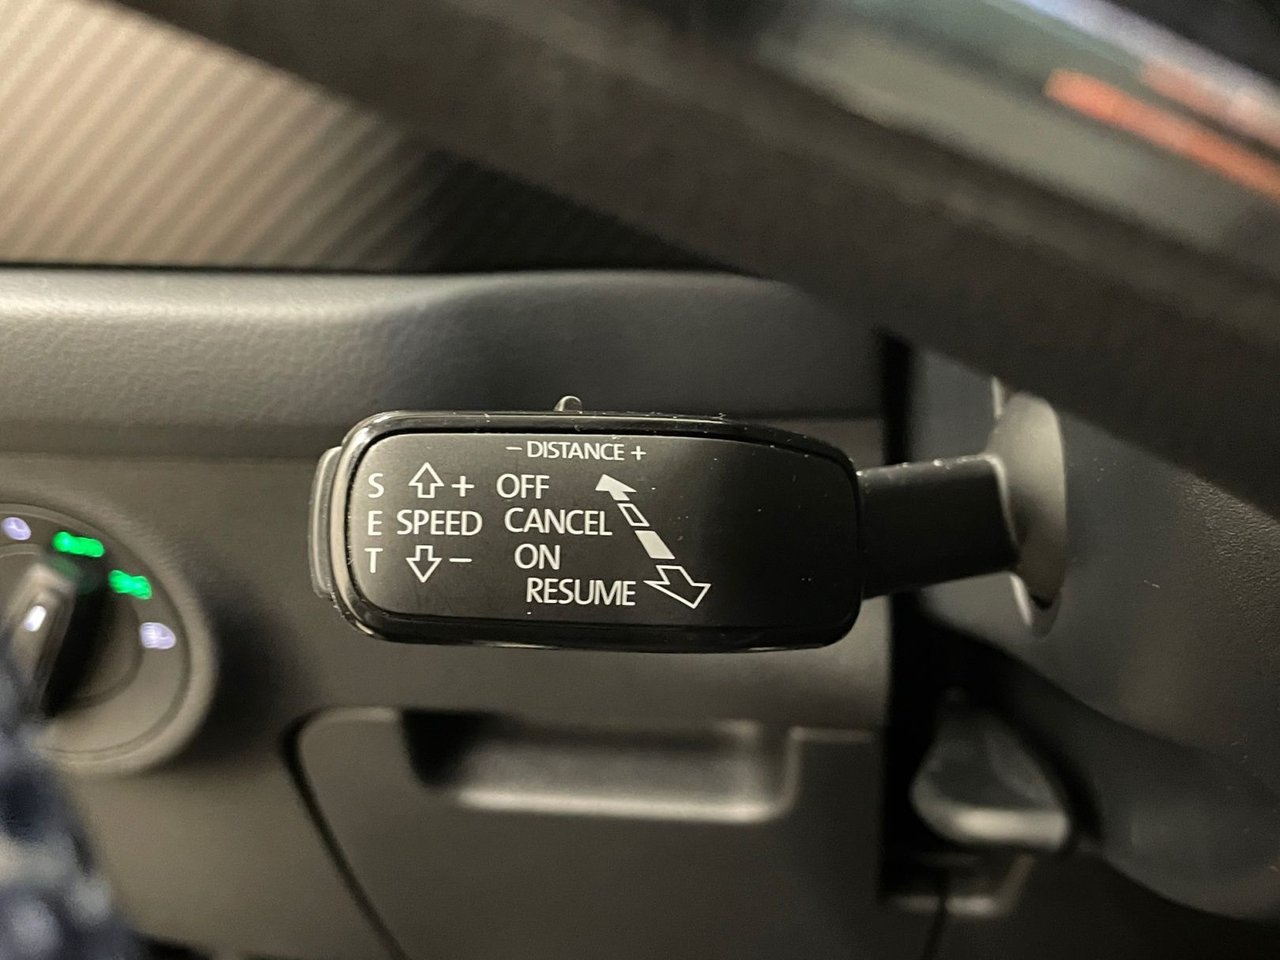 − DISTANCE +
S + OFF
E SPEED CANCEL
T − ON
RESUME